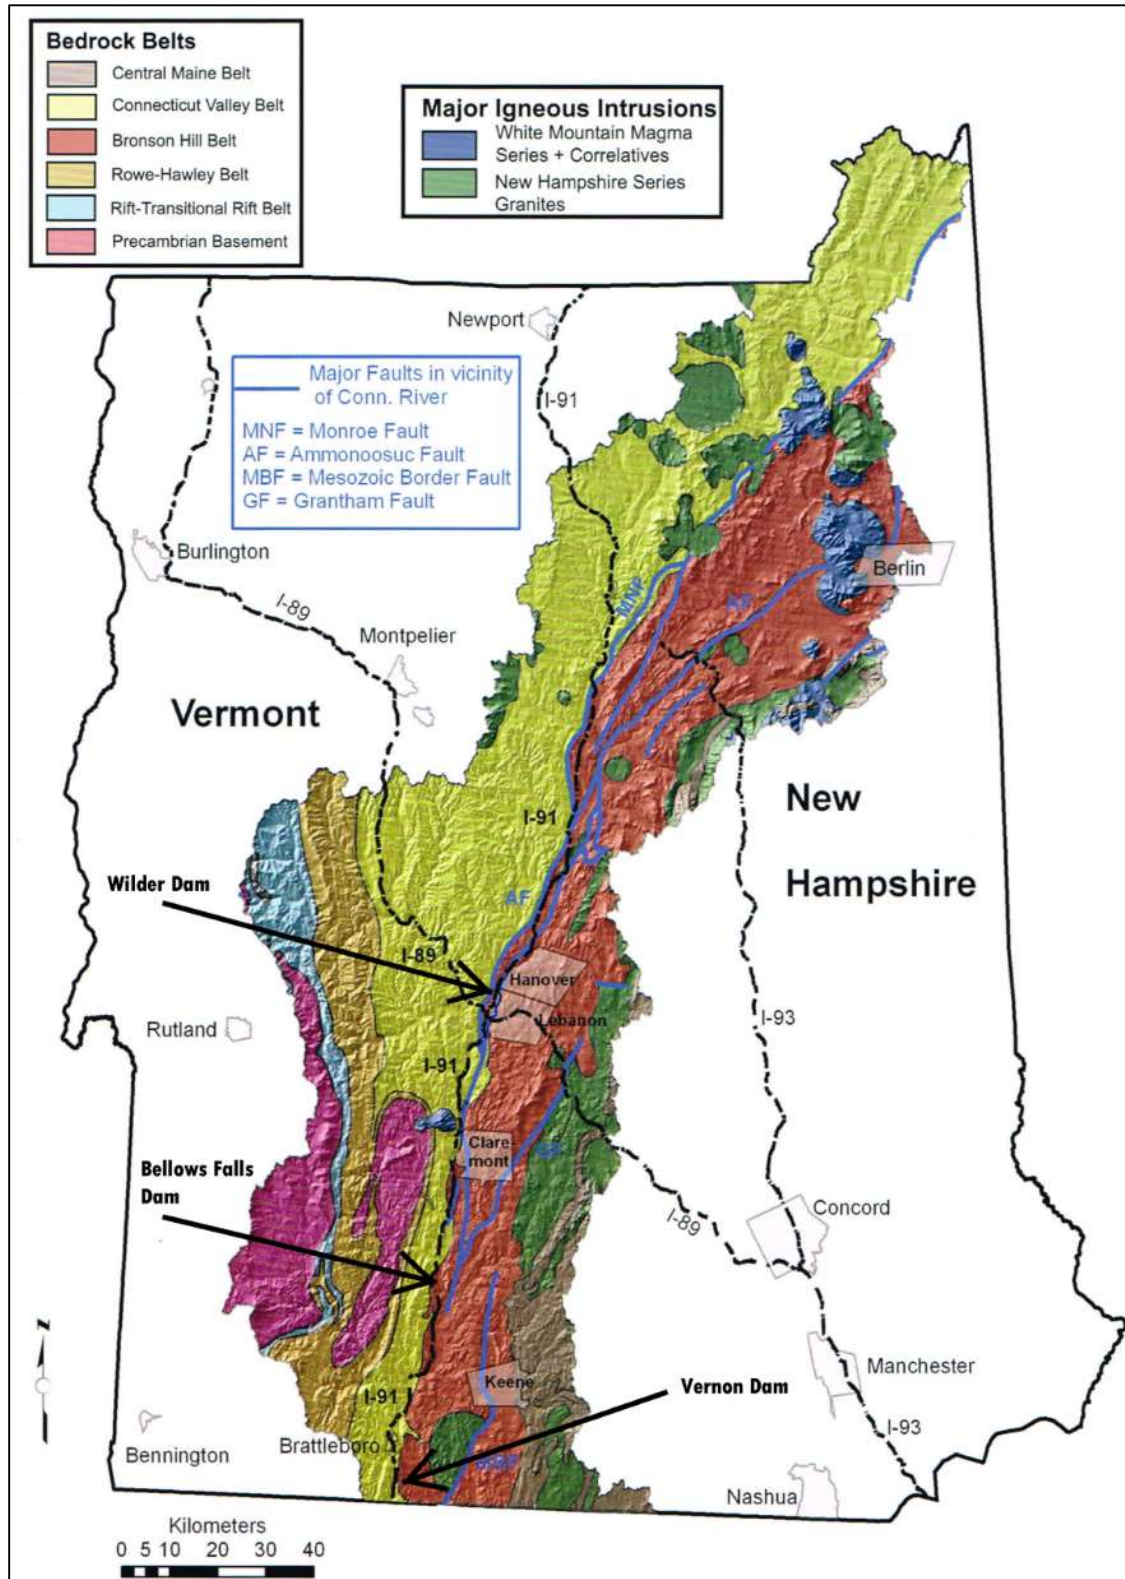 Bedrock Belts
Central Maine Belt
Connecticut Valley Belt
Bronson Hill Belt
Rowe-Hawley Belt
Rift-Transitional Rift Belt
Precambrian Basement
Major Igneous Intrusions
White Mountain Magma
Series + Correlatives
New Hampshire Series
Granites
Newport
Major Faults in vicinity
of Conn. River
MNF = Monroe Fault
AF = Ammonoosuc Fault
MBF = Mesozoic Border Fault
GF = Grantham Fault
I-91
Burlington
Berlin
I-89
MNF
AF
Montpelier
Vermont
New
Hampshire
I-91
Wilder Dam
AF
I-89
Hanover
Lebanon
Rutland
I-93
I-91
Clare-
mont
GF
Bellows Falls
Dam
Concord
I-89
N
Manchester
Keene
Vernon Dam
I-91
I-93
Brattleboro
Bennington
MBF
Nashua
Kilometers
0 5 10 20 30 40